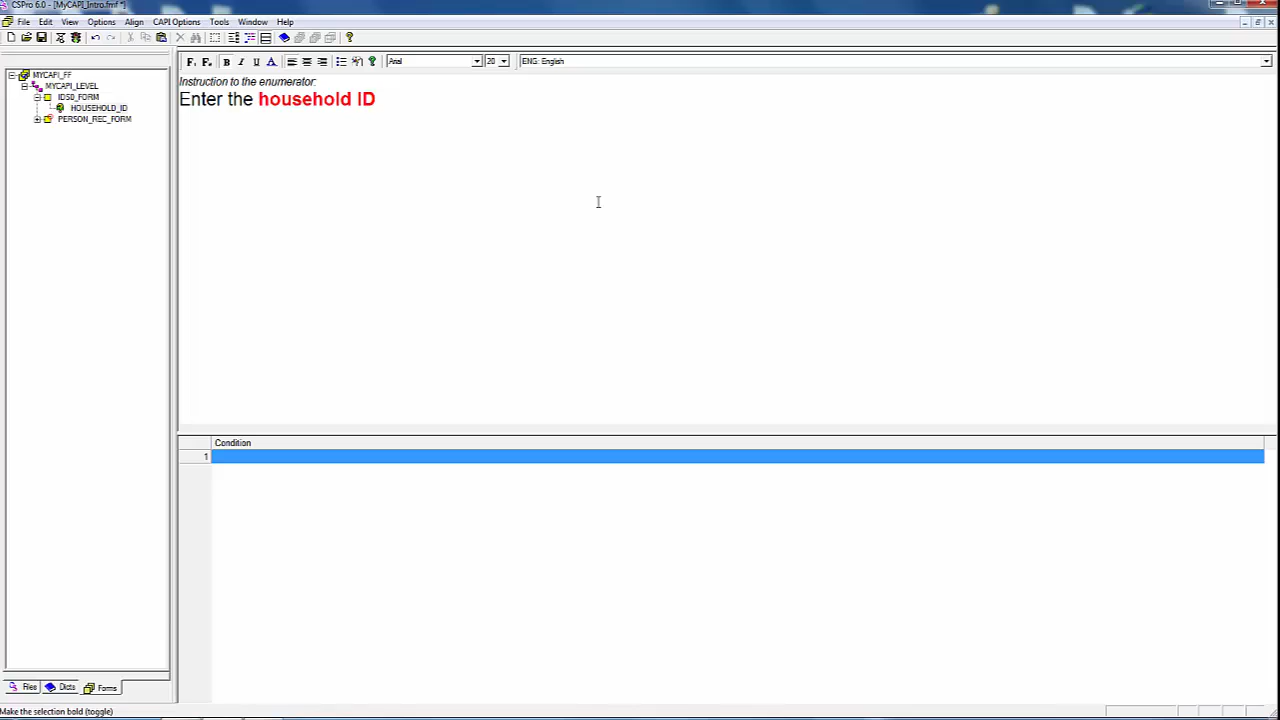 CSPro 6.0 - [MyCAPI_Intro.fmf *]
File Edit View Options Align CAPI Options Tools Window Help
Arial 20 ENG: English
MYCAPI_FF
MYCAPI_LEVEL
IDS0_FORM
HOUSEHOLD_ID
PERSON_REC_FORM
Instruction to the enumerator:
Enter the household ID
Condition
1
Files Dicts Forms
Make the selection bold (toggle)